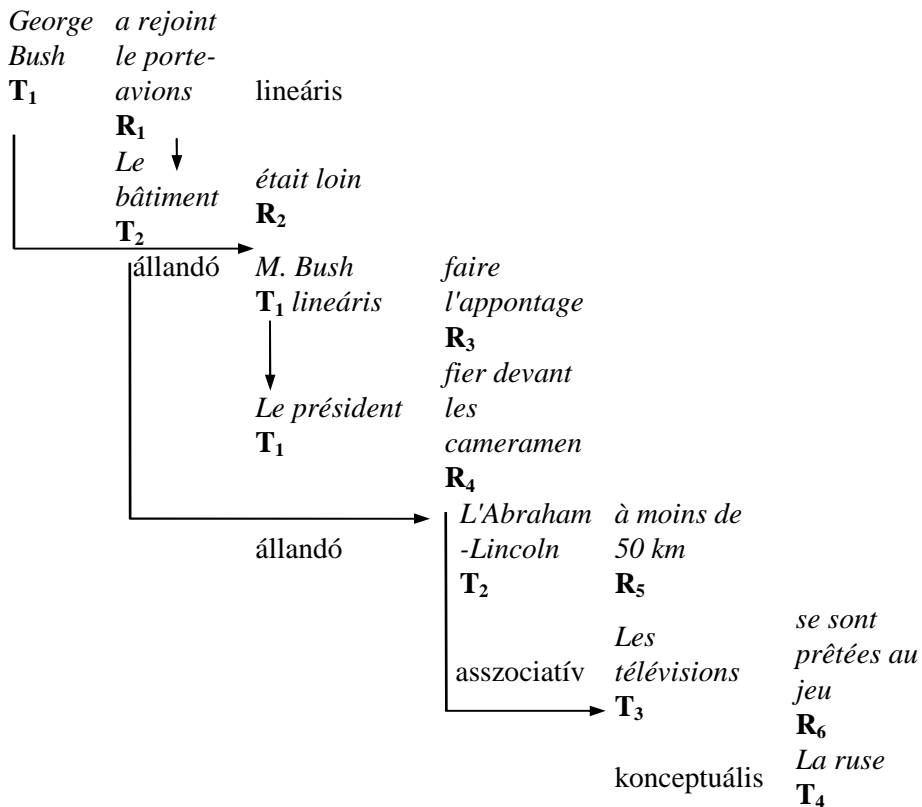 George a rejoint
Bush le porte-
T₁ avions lineáris
R₁
Le
bâtiment était loin
T₂ R₂
állandó M. Bush faire
T₁ lineáris l'appontage
R₃
fier devant
Le président les
T₁ cameramen
R₄
L'Abraham à moins de
állandó -Lincoln 50 km
T₂ R₅
se sont
Les prêtées au
asszociatív télévisions jeu
T₃ R₆
La ruse
konceptuális T₄